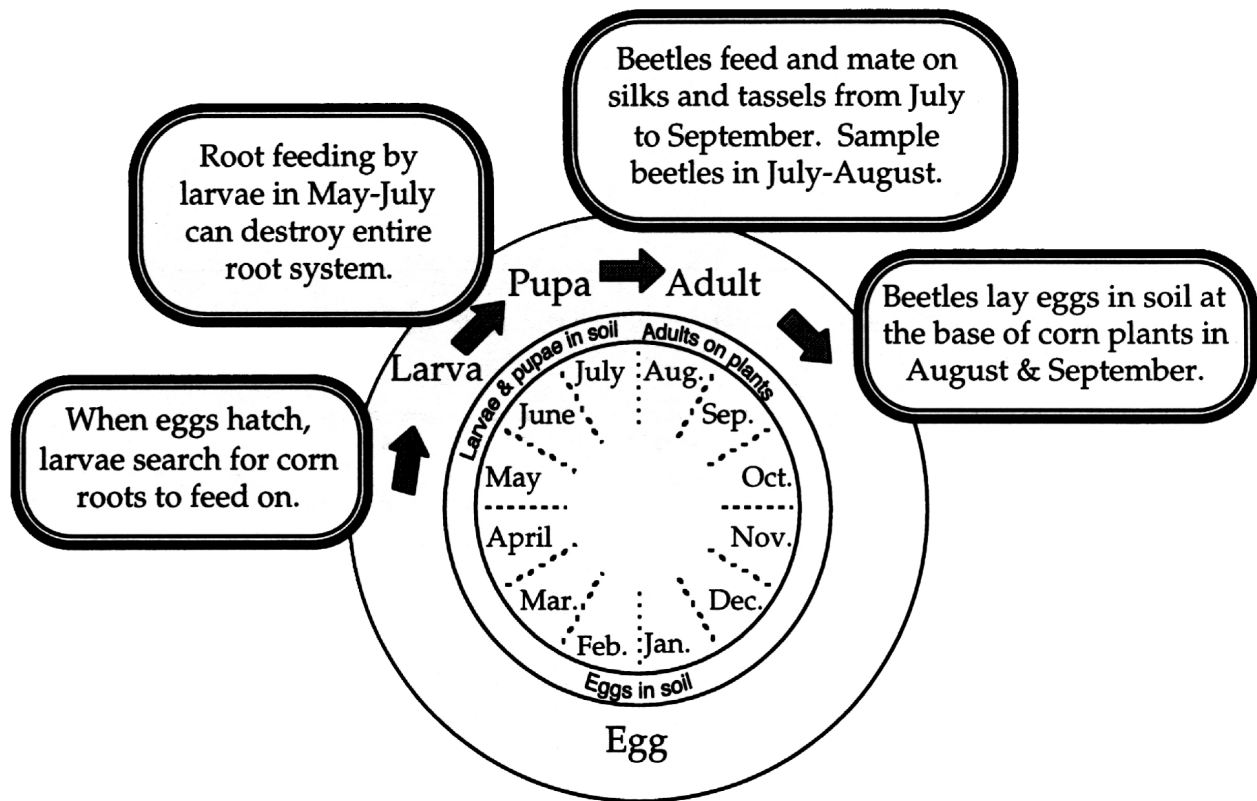 Beetles feed and mate on
silks and tassels from July
to September. Sample
beetles in July-August.
Root feeding by
larvae in May-July
can destroy entire
root system.
Beetles lay eggs in soil at
the base of corn plants in
August & September.
When eggs hatch,
larvae search for corn
roots to feed on.
Larva
Pupa
Adult
Egg
Larvae & pupae in soil
Adults on plants
Eggs in soil
July
Aug.
June
Sep.
May
Oct.
April
Nov.
Mar.
Dec.
Feb.
Jan.